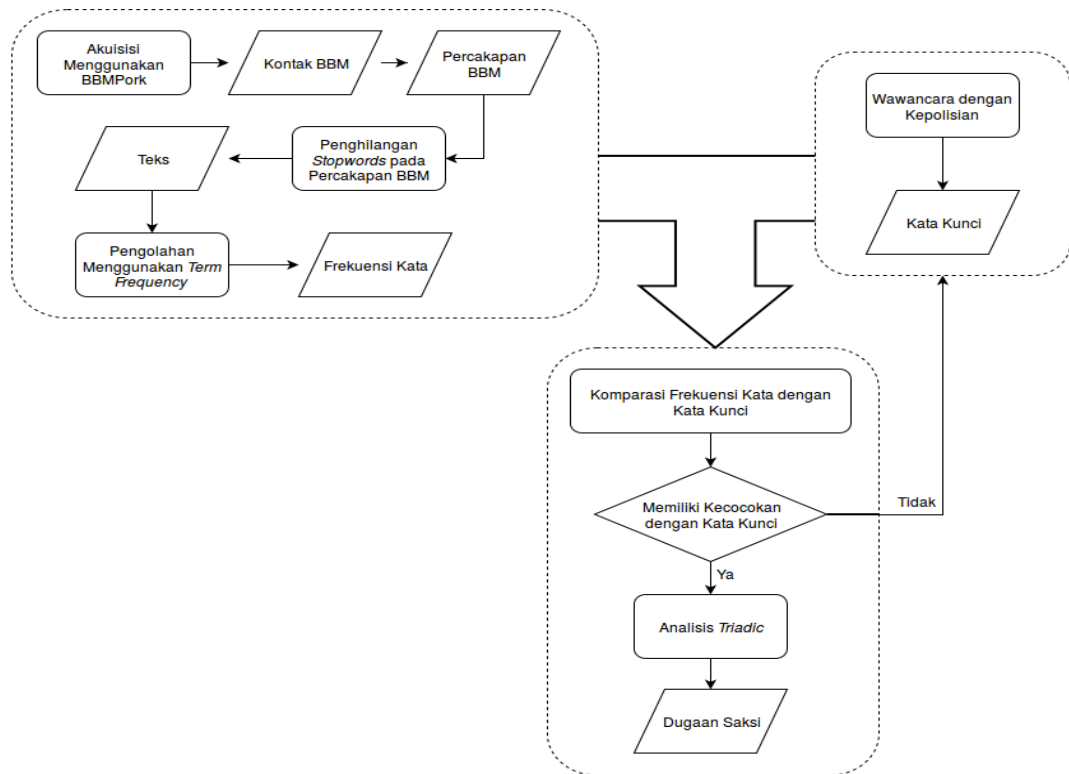 Akuisisi
Menggunakan
BBMPork
Kontak BBM
Percakapan
BBM
Teks
Penghilangan
Stopwords pada
Percakapan BBM
Pengolahan
Menggunakan Term
Frequency
Frekuensi Kata
Wawancara dengan
Kepolisian
Kata Kunci
Komparasi Frekuensi Kata dengan
Kata Kunci
Memiliki Kecocokan
dengan Kata Kunci
Tidak
Ya
Analisis Triadic
Dugaan Saksi